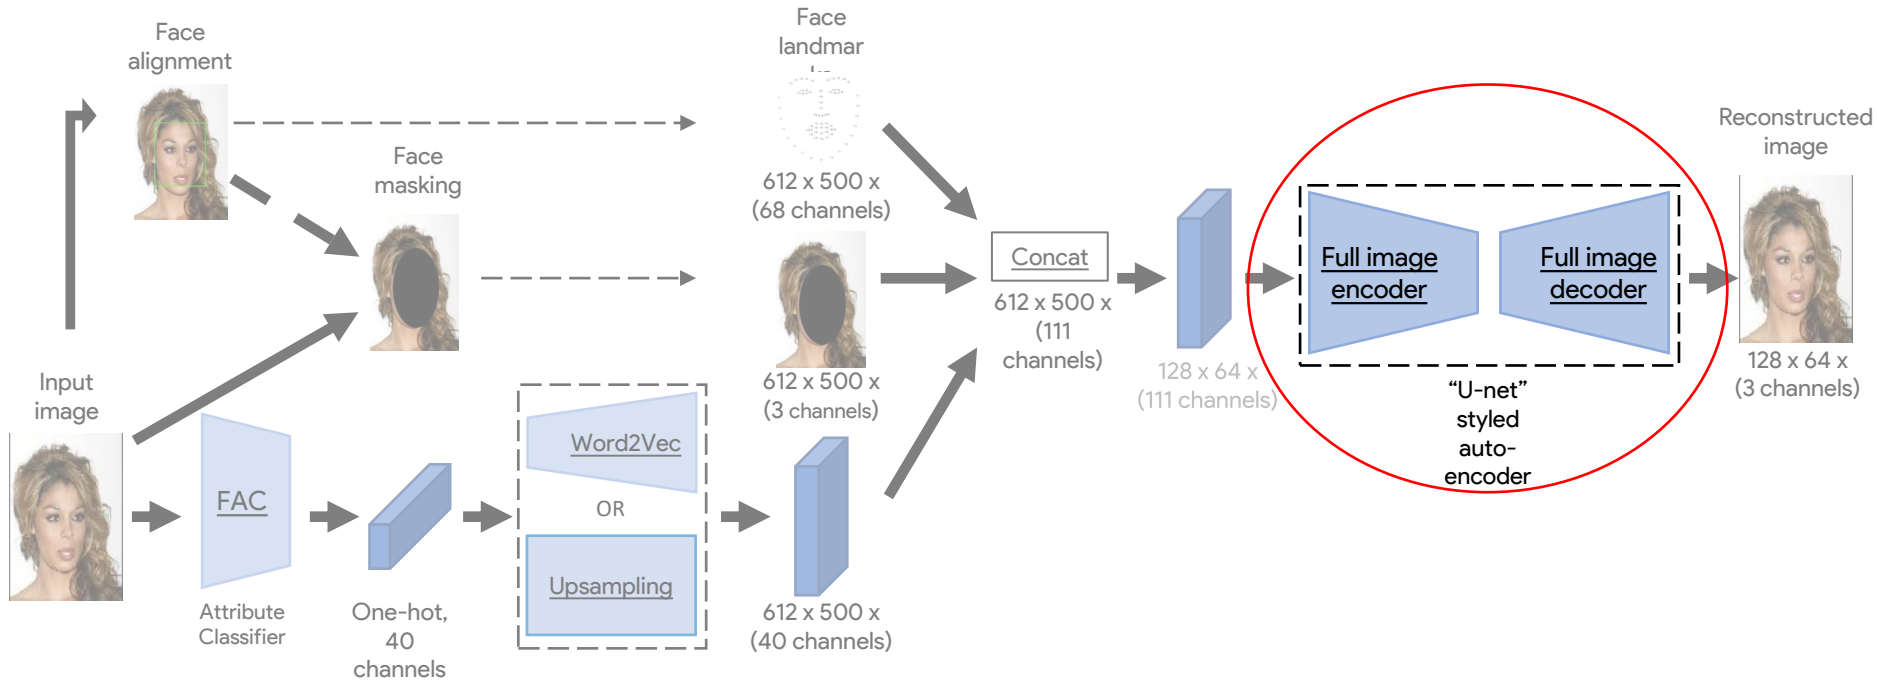 Face
alignment
Face
masking
Input
image
FAC
Attribute
Classifier
One-hot,
40
channels
Word2Vec
OR
Upsampling
Face
landmar
612 x 500 x
(68 channels)
612 x 500 x
(3 channels)
612 x 500 x
(40 channels)
Concat
612 x 500 x
(111
channels)
128 x 64 x
(111 channels)
Full image
encoder
Full image
decoder
“U-net”
styled
auto-
encoder
Reconstructed
image
128 x 64 x
(3 channels)